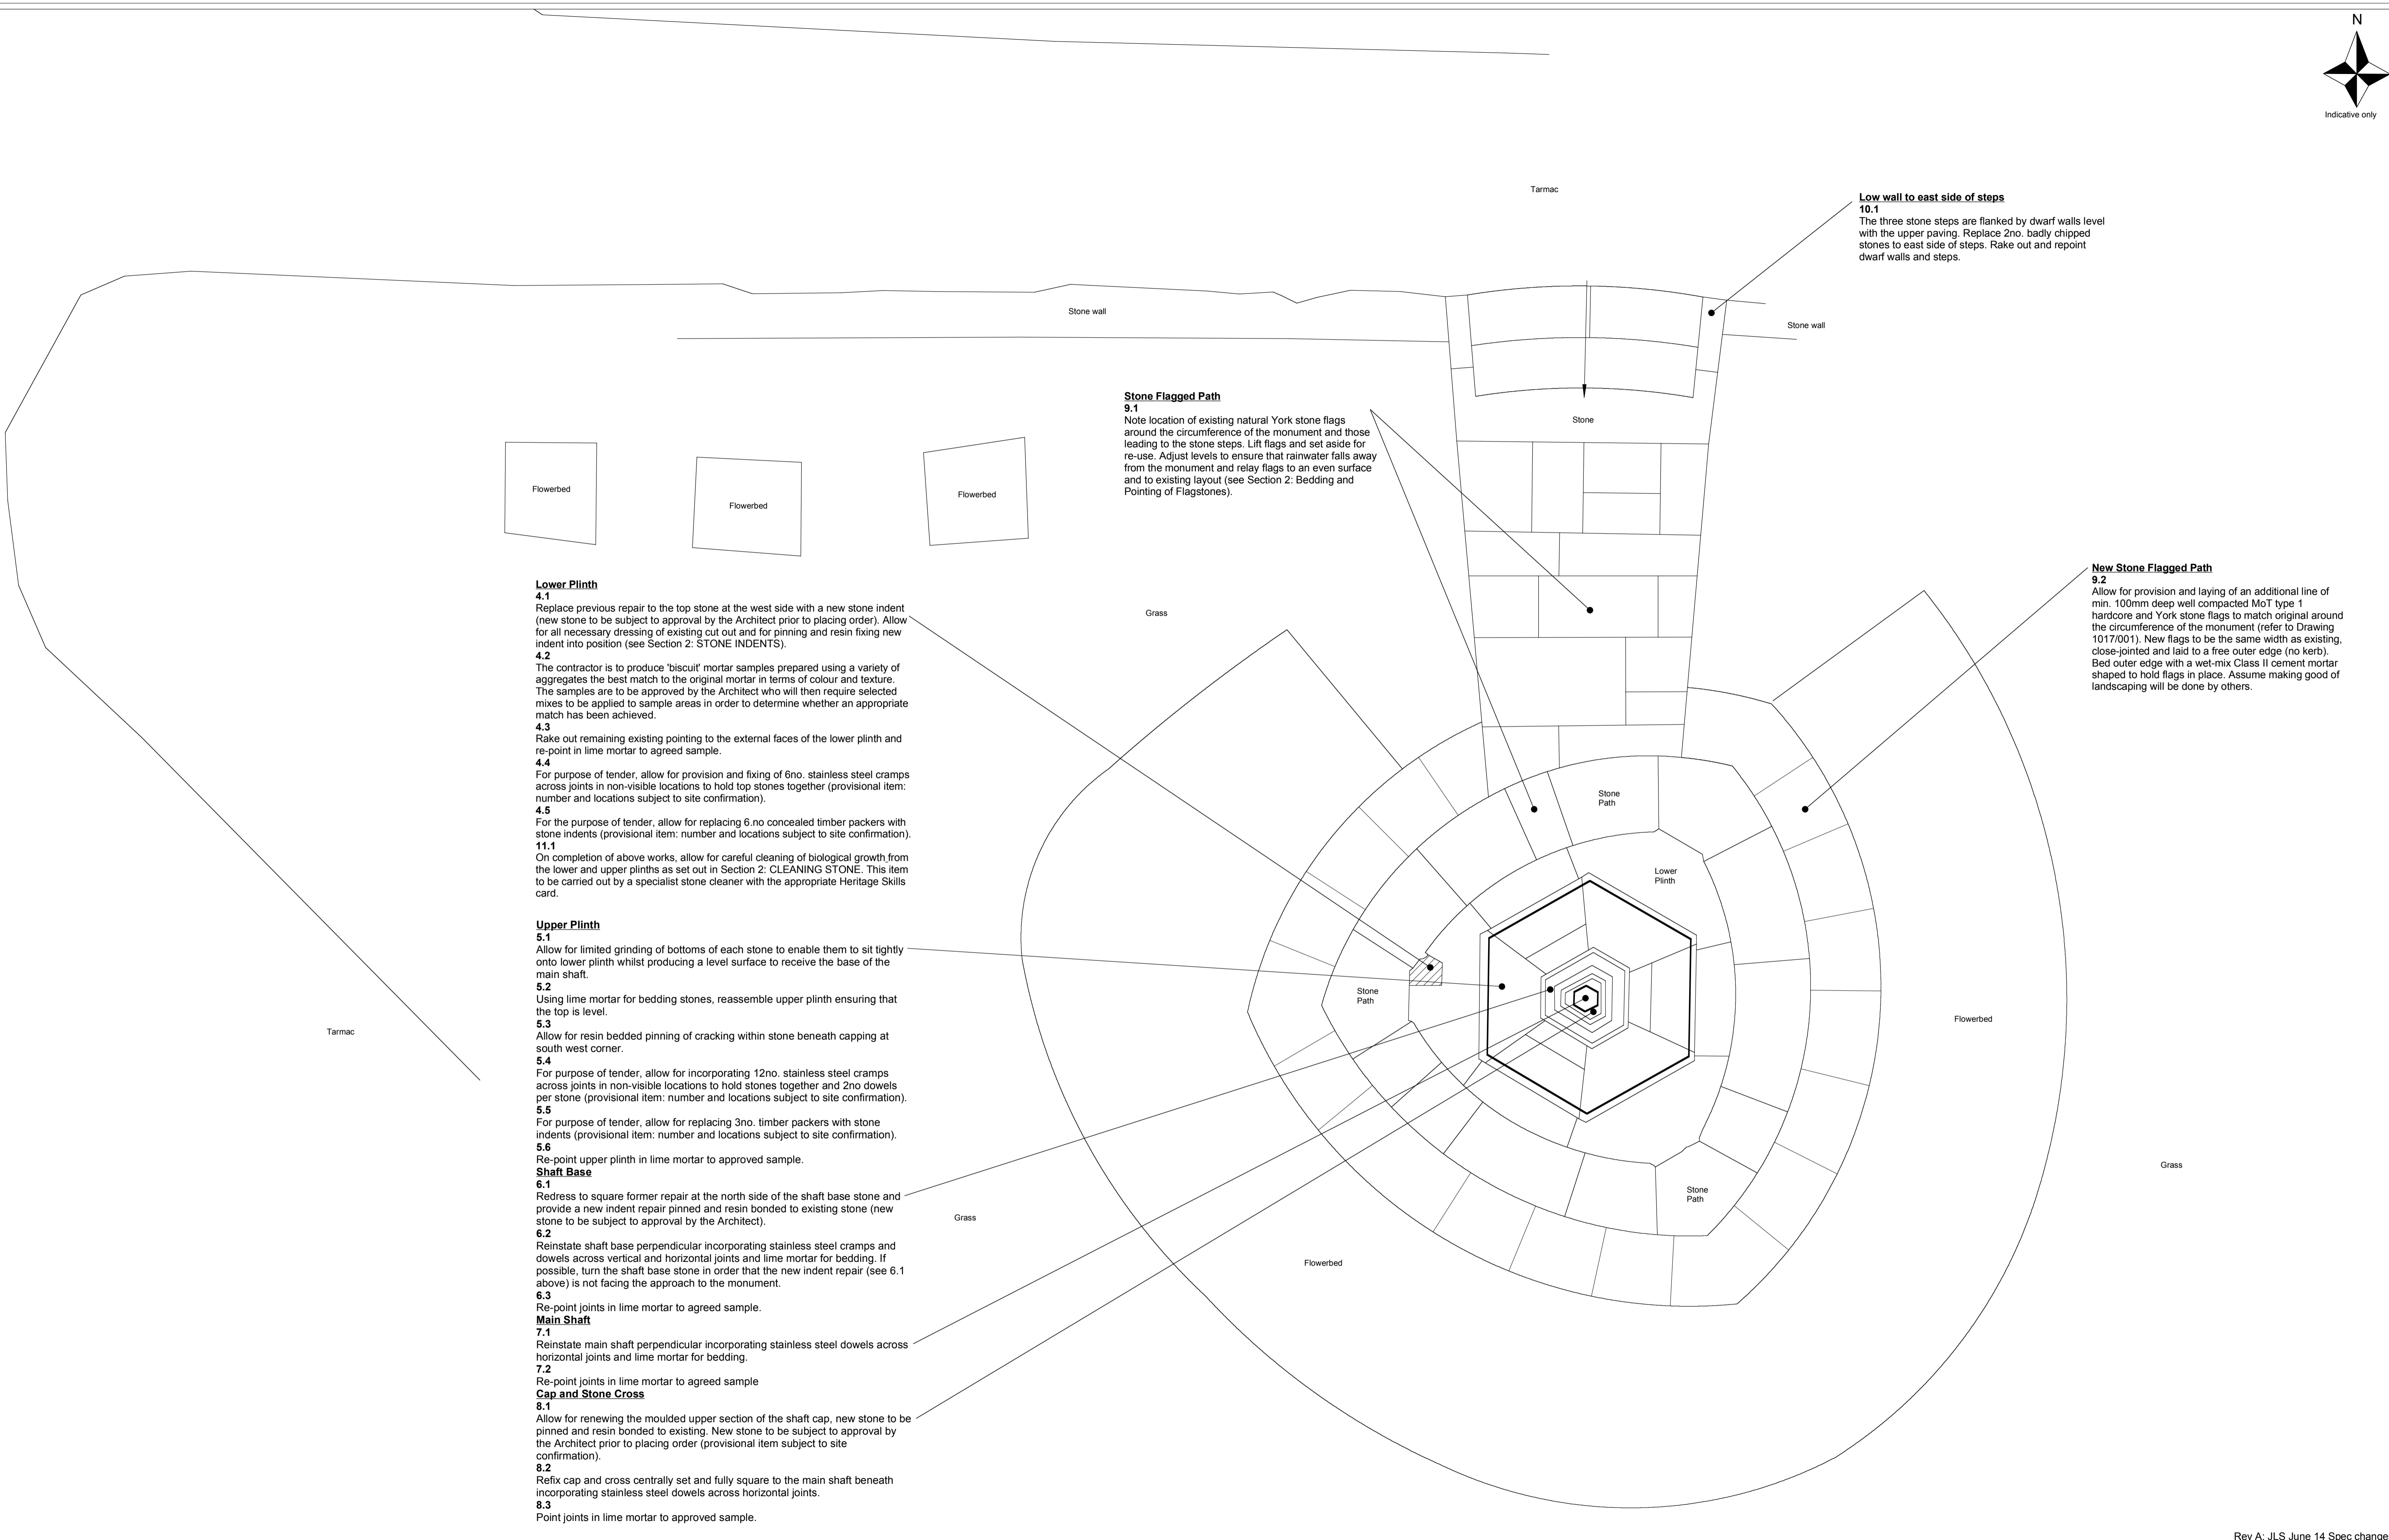 N
Indicative only
Tarmac
Low wall to east side of steps
10.1
The three stone steps are flanked by dwarf walls level
with the upper paving. Replace 2no. badly chipped
stones to east side of steps. Rake out and repoint
dwarf walls and steps.
Stone wall
Stone wall
Stone Flagged Path
9.1
Note location of existing natural York stone flags
around the circumference of the monument and those
leading to the stone steps. Lift flags and set aside for
re-use. Adjust levels to ensure that rainwater falls away
from the monument and relay flags to an even surface
and to existing layout (see Section 2: Bedding and
Pointing of Flagstones).
Stone
Flowerbed
Flowerbed
Flowerbed
New Stone Flagged Path
9.2
Allow for provision and laying of an additional line of
min. 100mm deep well compacted MoT type 1
hardcore and York stone flags to match original around
the circumference of the monument (refer to Drawing
1017/001). New flags to be the same width as existing,
close-jointed and laid to a free outer edge (no kerb).
Bed outer edge with a wet-mix Class II cement mortar
shaped to hold flags in place. Assume making good of
landscaping will be done by others.
Lower Plinth
4.1
Replace previous repair to the top stone at the west side with a new stone indent
(new stone to be subject to approval by the Architect prior to placing order). Allow
for all necessary dressing of existing cut out and for pinning and resin fixing new
indent into position (see Section 2: STONE INDENTS).
4.2
The contractor is to produce 'biscuit' mortar samples prepared using a variety of
aggregates the best match to the original mortar in terms of colour and texture.
The samples are to be approved by the Architect who will then require selected
mixes to be applied to sample areas in order to determine whether an appropriate
match has been achieved.
4.3
Rake out remaining existing pointing to the external faces of the lower plinth and
re-point in lime mortar to agreed sample.
4.4
For purpose of tender, allow for provision and fixing of 6no. stainless steel cramps
across joints in non-visible locations to hold top stones together (provisional item:
number and locations subject to site confirmation).
4.5
For the purpose of tender, allow for replacing 6.no concealed timber packers with
stone indents (provisional item: number and locations subject to site confirmation).
11.1
On completion of above works, allow for careful cleaning of biological growth from
the lower and upper plinths as set out in Section 2: CLEANING STONE. This item
to be carried out by a specialist stone cleaner with the appropriate Heritage Skills
card.
Grass
Stone
Path
Lower
Plinth
Upper Plinth
5.1
Allow for limited grinding of bottoms of each stone to enable them to sit tightly
onto lower plinth whilst producing a level surface to receive the base of the
main shaft.
5.2
Using lime mortar for bedding stones, reassemble upper plinth ensuring that
the top is level.
5.3
Allow for resin bedded pinning of cracking within stone beneath capping at
south west corner.
5.4
For purpose of tender, allow for incorporating 12no. stainless steel cramps
across joints in non-visible locations to hold stones together and 2no dowels
per stone (provisional item: number and locations subject to site confirmation).
5.5
For purpose of tender, allow for replacing 3no. timber packers with stone
indents (provisional item: number and locations subject to site confirmation).
5.6
Re-point upper plinth in lime mortar to approved sample.
Stone
Path
Tarmac
Flowerbed
Shaft Base
6.1
Redress to square former repair at the north side of the shaft base stone and
provide a new indent repair pinned and resin bonded to existing stone (new
stone to be subject to approval by the Architect).
6.2
Reinstate shaft base perpendicular incorporating stainless steel cramps and
dowels across vertical and horizontal joints and lime mortar for bedding. If
possible, turn the shaft base stone in order that the new indent repair (see 6.1
above) is not facing the approach to the monument.
6.3
Re-point joints in lime mortar to agreed sample.
Grass
Stone
Path
Grass
Flowerbed
Main Shaft
7.1
Reinstate main shaft perpendicular incorporating stainless steel dowels across
horizontal joints and lime mortar for bedding.
7.2
Re-point joints in lime mortar to agreed sample
Cap and Stone Cross
8.1
Allow for renewing the moulded upper section of the shaft cap, new stone to be
pinned and resin bonded to existing. New stone to be subject to approval by
the Architect prior to placing order (provisional item subject to site
confirmation).
8.2
Refix cap and cross centrally set and fully square to the main shaft beneath
incorporating stainless steel dowels across horizontal joints.
8.3
Point joints in lime mortar to approved sample.
Rev A: JLS June 14 Spec change